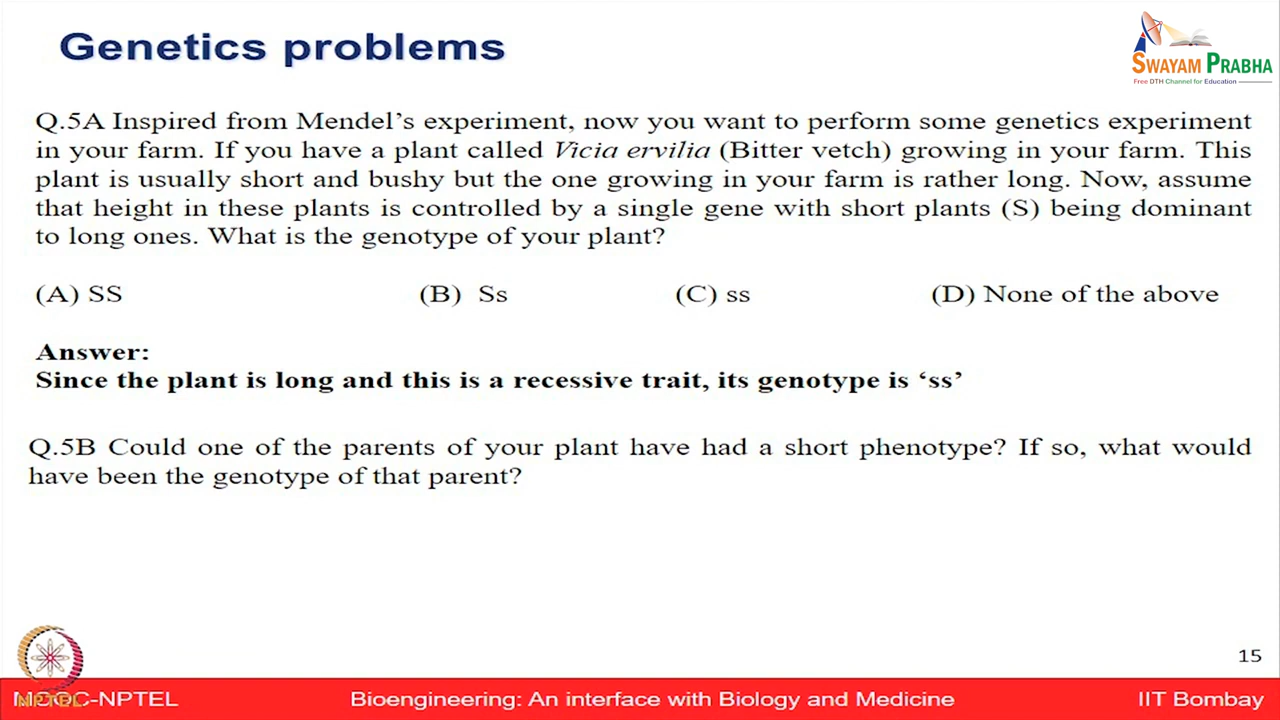 Genetics problems
SWAYAM PRABHA
Free DTH Channel for Education
Q.5A Inspired from Mendel’s experiment, now you want to perform some genetics experiment
in your farm. If you have a plant called Vicia ervilia (Bitter vetch) growing in your farm. This
plant is usually short and bushy but the one growing in your farm is rather long. Now, assume
that height in these plants is controlled by a single gene with short plants (S) being dominant
to long ones. What is the genotype of your plant?
(A) SS (B) Ss (C) ss (D) None of the above
Answer:
Since the plant is long and this is a recessive trait, its genotype is ‘ss’
Q.5B Could one of the parents of your plant have had a short phenotype? If so, what would
have been the genotype of that parent?
15
MOOC-NPTEL Bioengineering: An interface with Biology and Medicine IIT Bombay
NPTEL